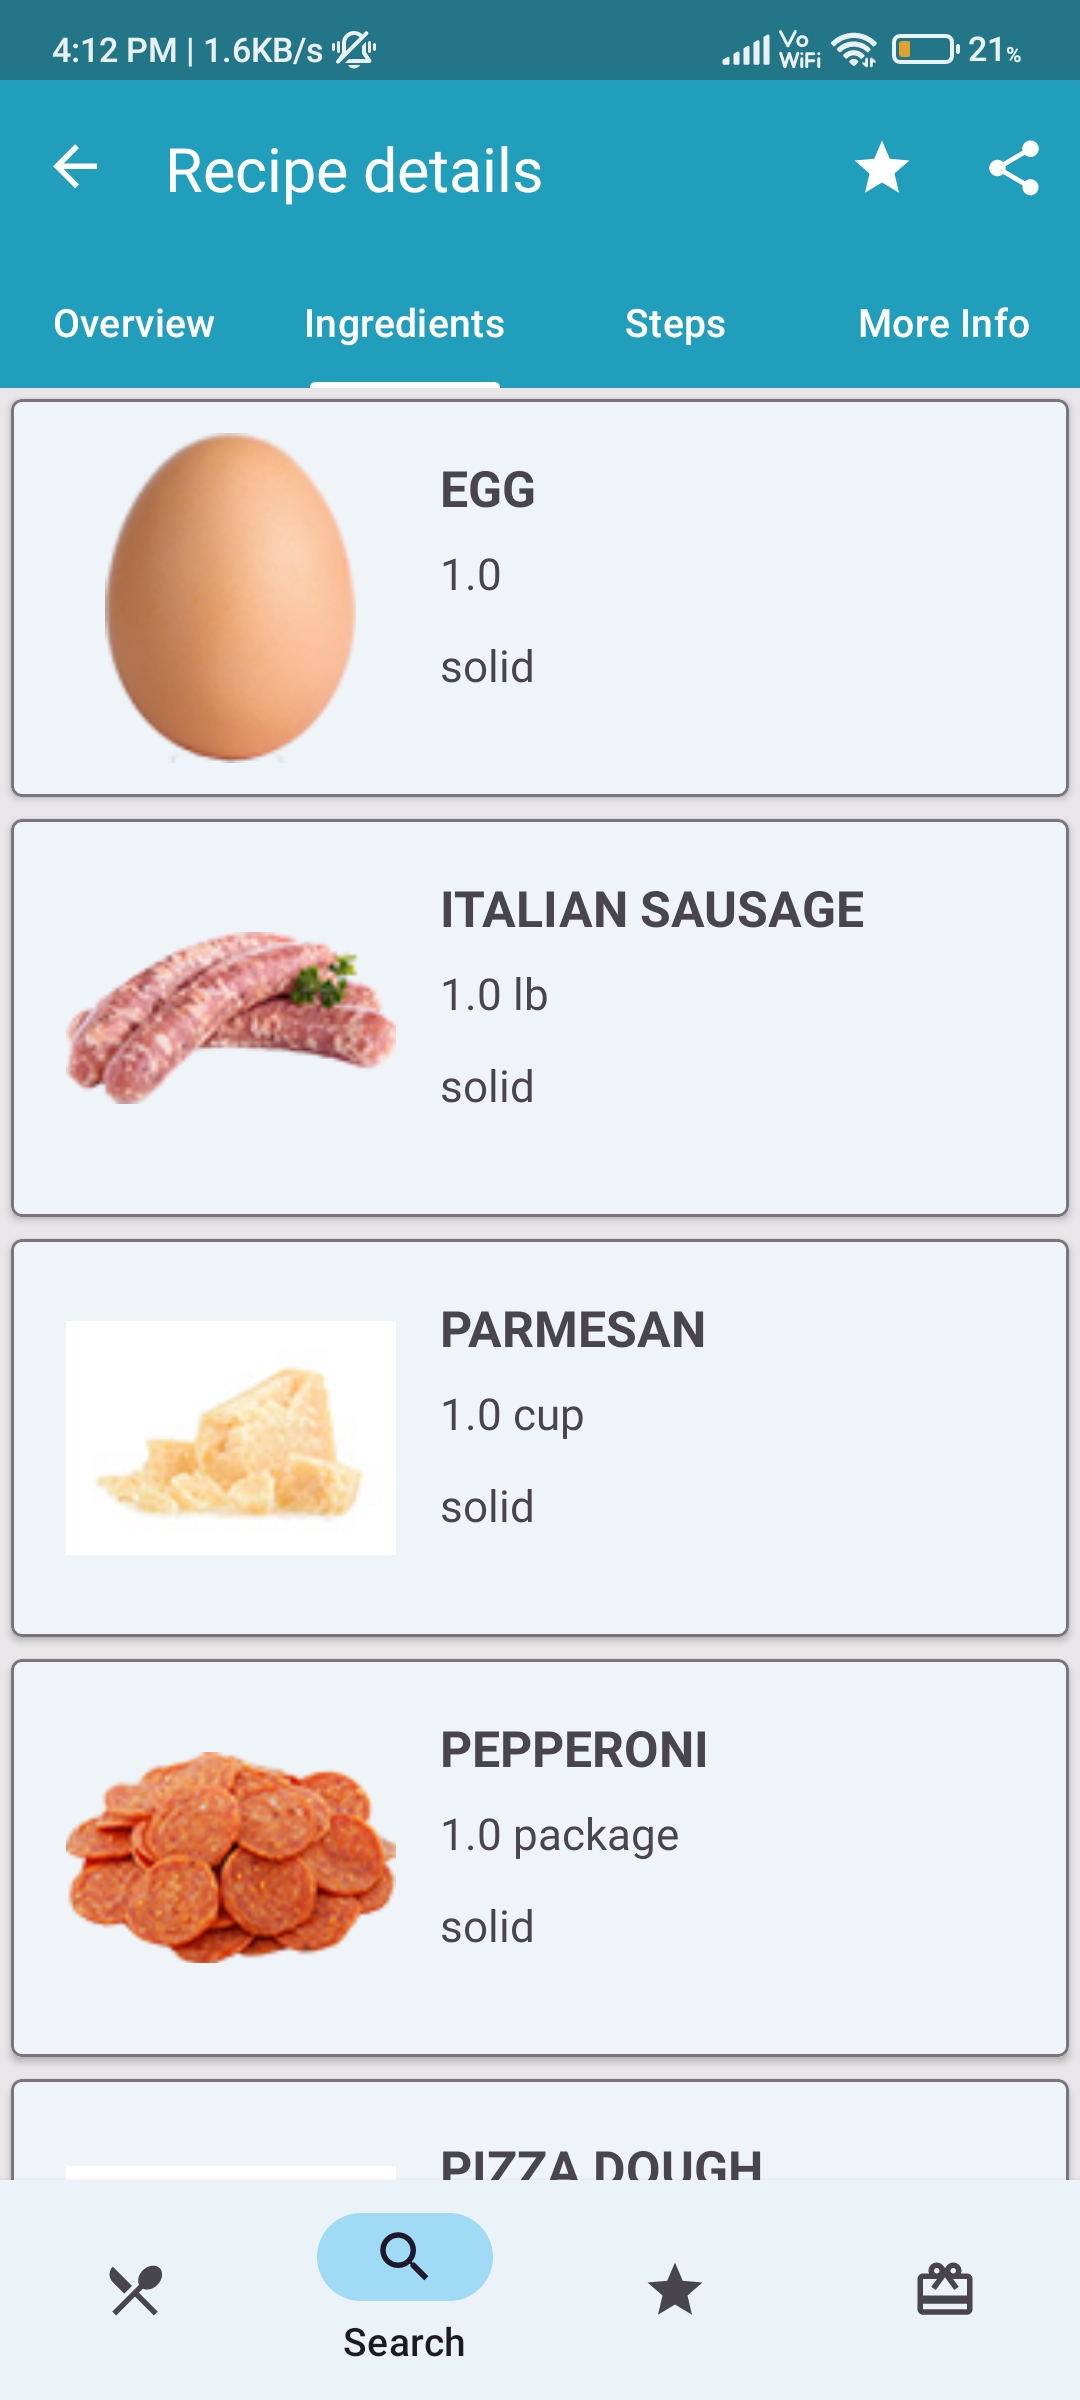 4:12 PM | 1.6KB/s Vo WiFi 21%
Recipe details
Overview Ingredients Steps More Info
EGG
1.0
solid
ITALIAN SAUSAGE
1.0 lb
solid
PARMESAN
1.0 cup
solid
PEPPERONI
1.0 package
solid
PIZZA DOUGH
Search